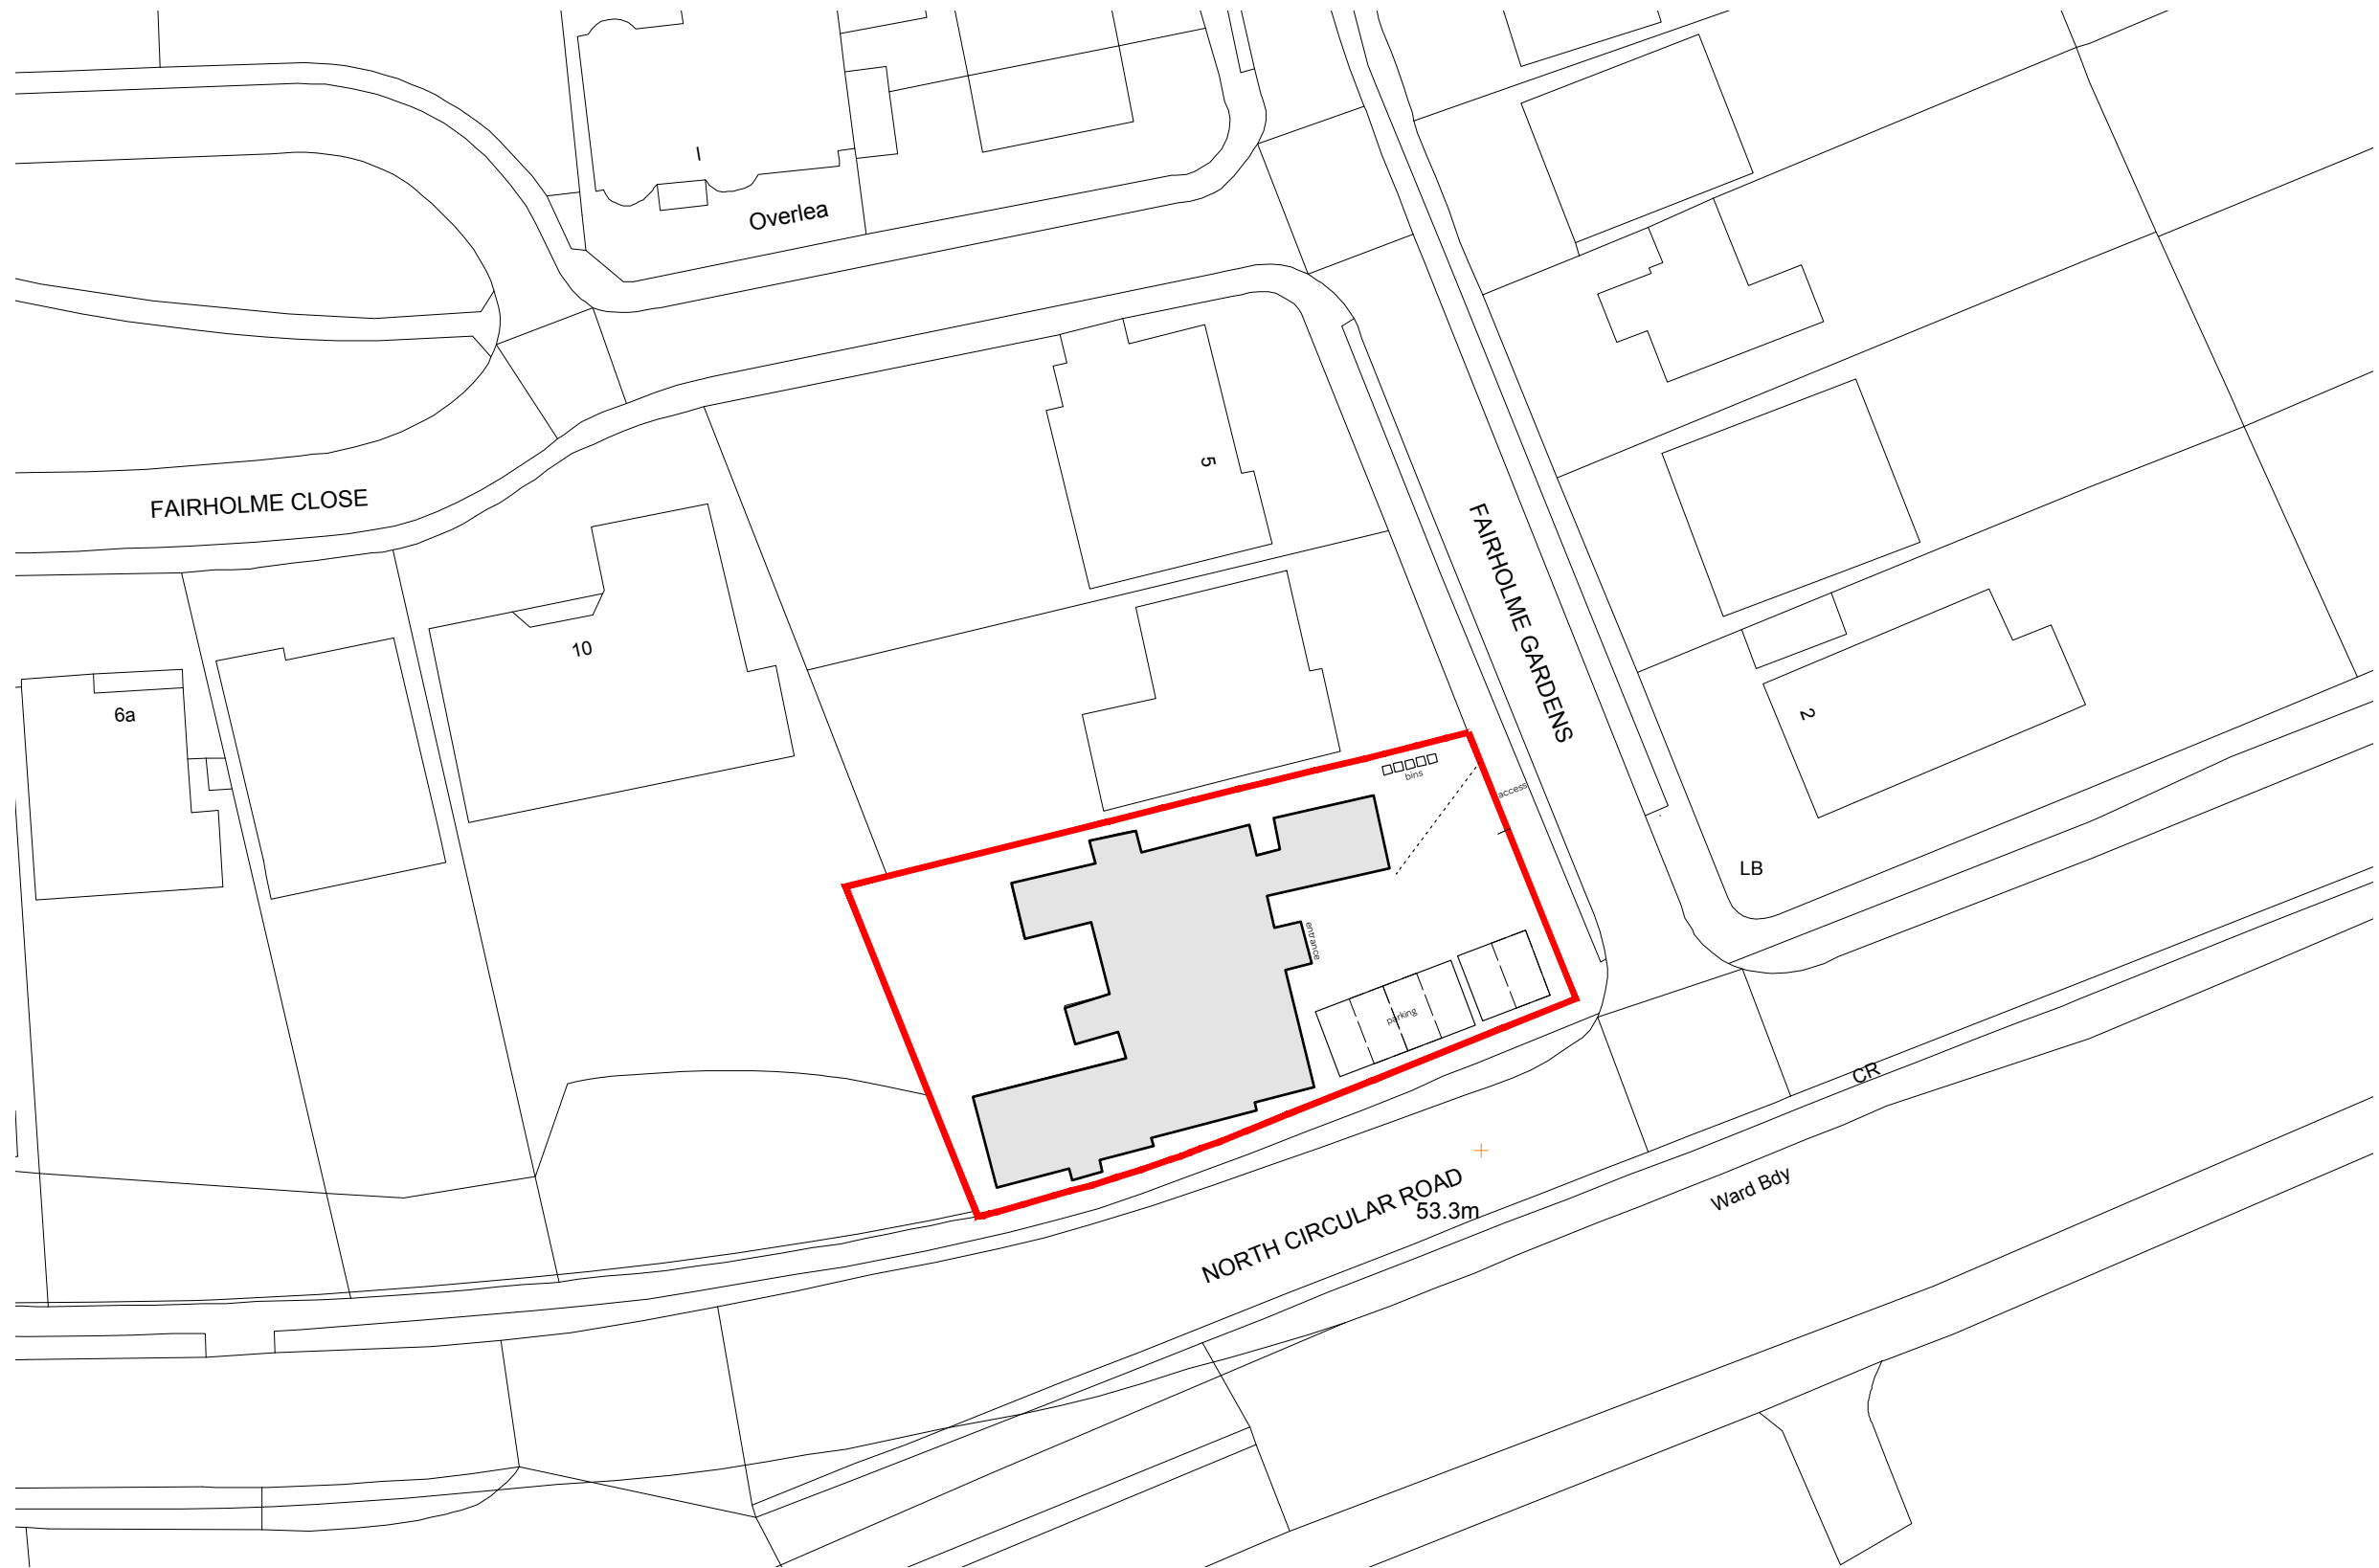 I
Overlea
5
FAIRHOLME CLOSE
FAIRHOLME GARDENS
10
6a
2
bins
access
LB
entrance
parking
CR
Ward Bdy
NORTH CIRCULAR ROAD
53.3m